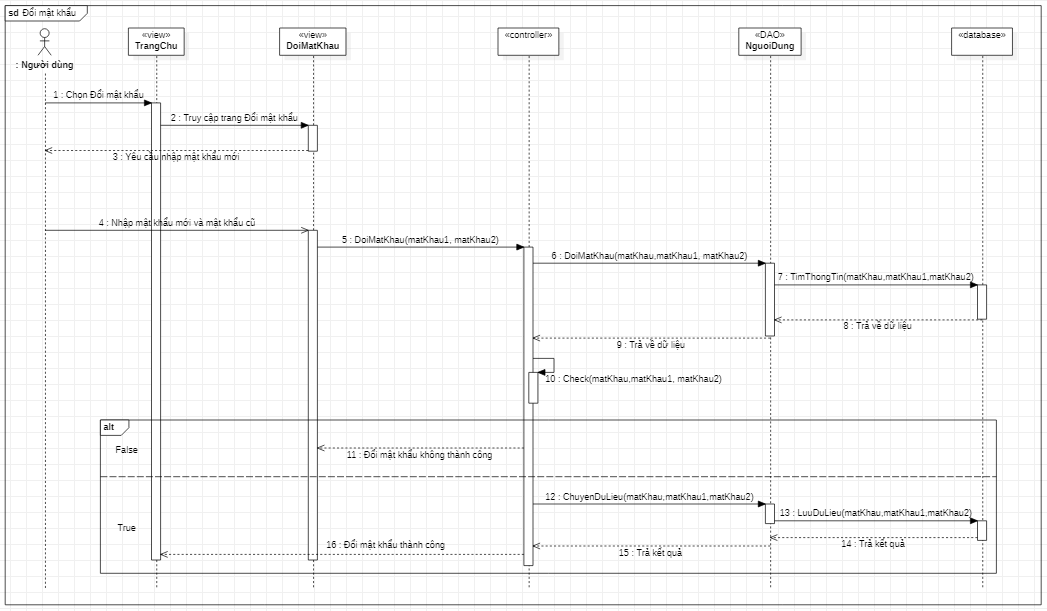 sd Đổi mật khẩu
«view»
TrangChu
«view»
DoiMatKhau
«controller»
«DAO»
NguoiDung
«database»
: Người dùng
1 : Chọn Đổi mật khẩu
2 : Truy cập trang Đổi mật khẩu
3 : Yêu cầu nhập mật khẩu mới
4 : Nhập mật khẩu mới và mật khẩu cũ
5 : DoiMatKhau(matKhau1, matKhau2)
6 : DoiMatKhau(matKhau,matKhau1, matKhau2)
7 : TimThongTin(matKhau,matKhau1,matKhau2)
8 : Trả về dữ liệu
9 : Trả về dữ liệu
10 : Check(matKhau,matKhau1, matKhau2)
alt
False
11 : Đổi mật khẩu không thành công
12 : ChuyenDuLieu(matKhau,matKhau1,matKhau2)
13 : LuuDuLieu(matKhau,matKhau1,matKhau2)
True
14 : Trả kết quả
16 : Đổi mật khẩu thành công
15 : Trả kết quả